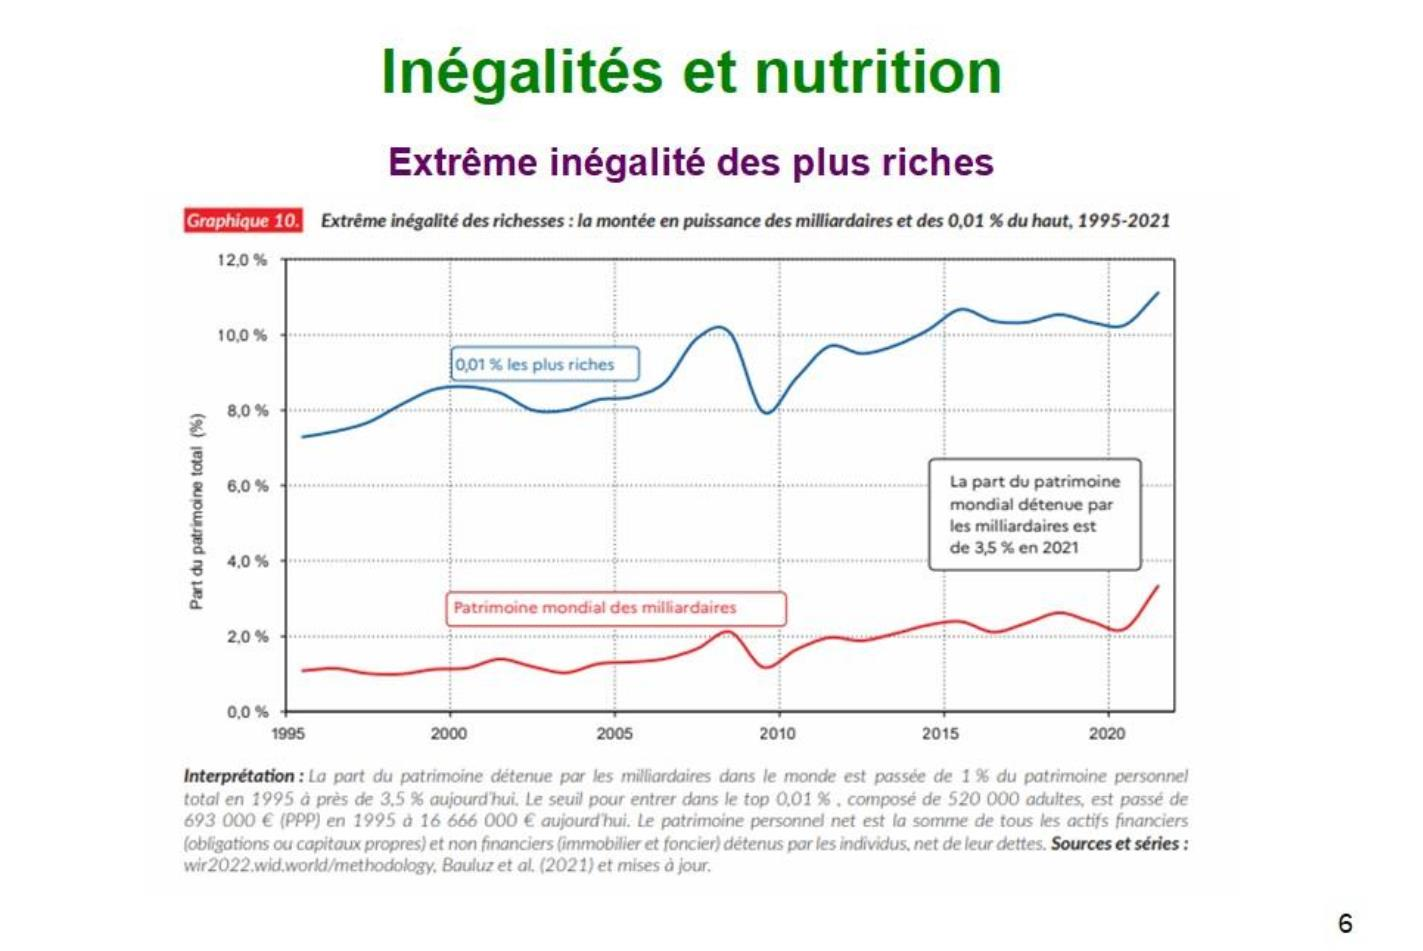 Inégalités et nutrition
Extrême inégalité des plus riches
Graphique 10. Extrême inégalité des richesses : la montée en puissance des milliardaires et des 0,01 % du haut, 1995-2021
12,0 %
10,0 %
8,0 %
6,0 %
4,0 %
2,0 %
0,0 %
Part du patrimoine total (%)
0,01 % les plus riches
La part du patrimoine
mondial détenue par
les milliardaires est
de 3,5 % en 2021
Patrimoine mondial des milliardaires
1995 2000 2005 2010 2015 2020
Interprétation : La part du patrimoine détenue par les milliardaires dans le monde est passée de 1 % du patrimoine personnel
total en 1995 à près de 3,5 % aujourd'hui. Le seuil pour entrer dans le top 0,01 % , composé de 520 000 adultes, est passé de
693 000 € (PPP) en 1995 à 16 666 000 € aujourd'hui. Le patrimoine personnel net est la somme de tous les actifs financiers
(obligations ou capitaux propres) et non financiers (immobilier et foncier) détenus par les individus, net de leur dettes. Sources et séries :
wir2022.wid.world/methodology, Bauluz et al. (2021) et mises à jour.
6